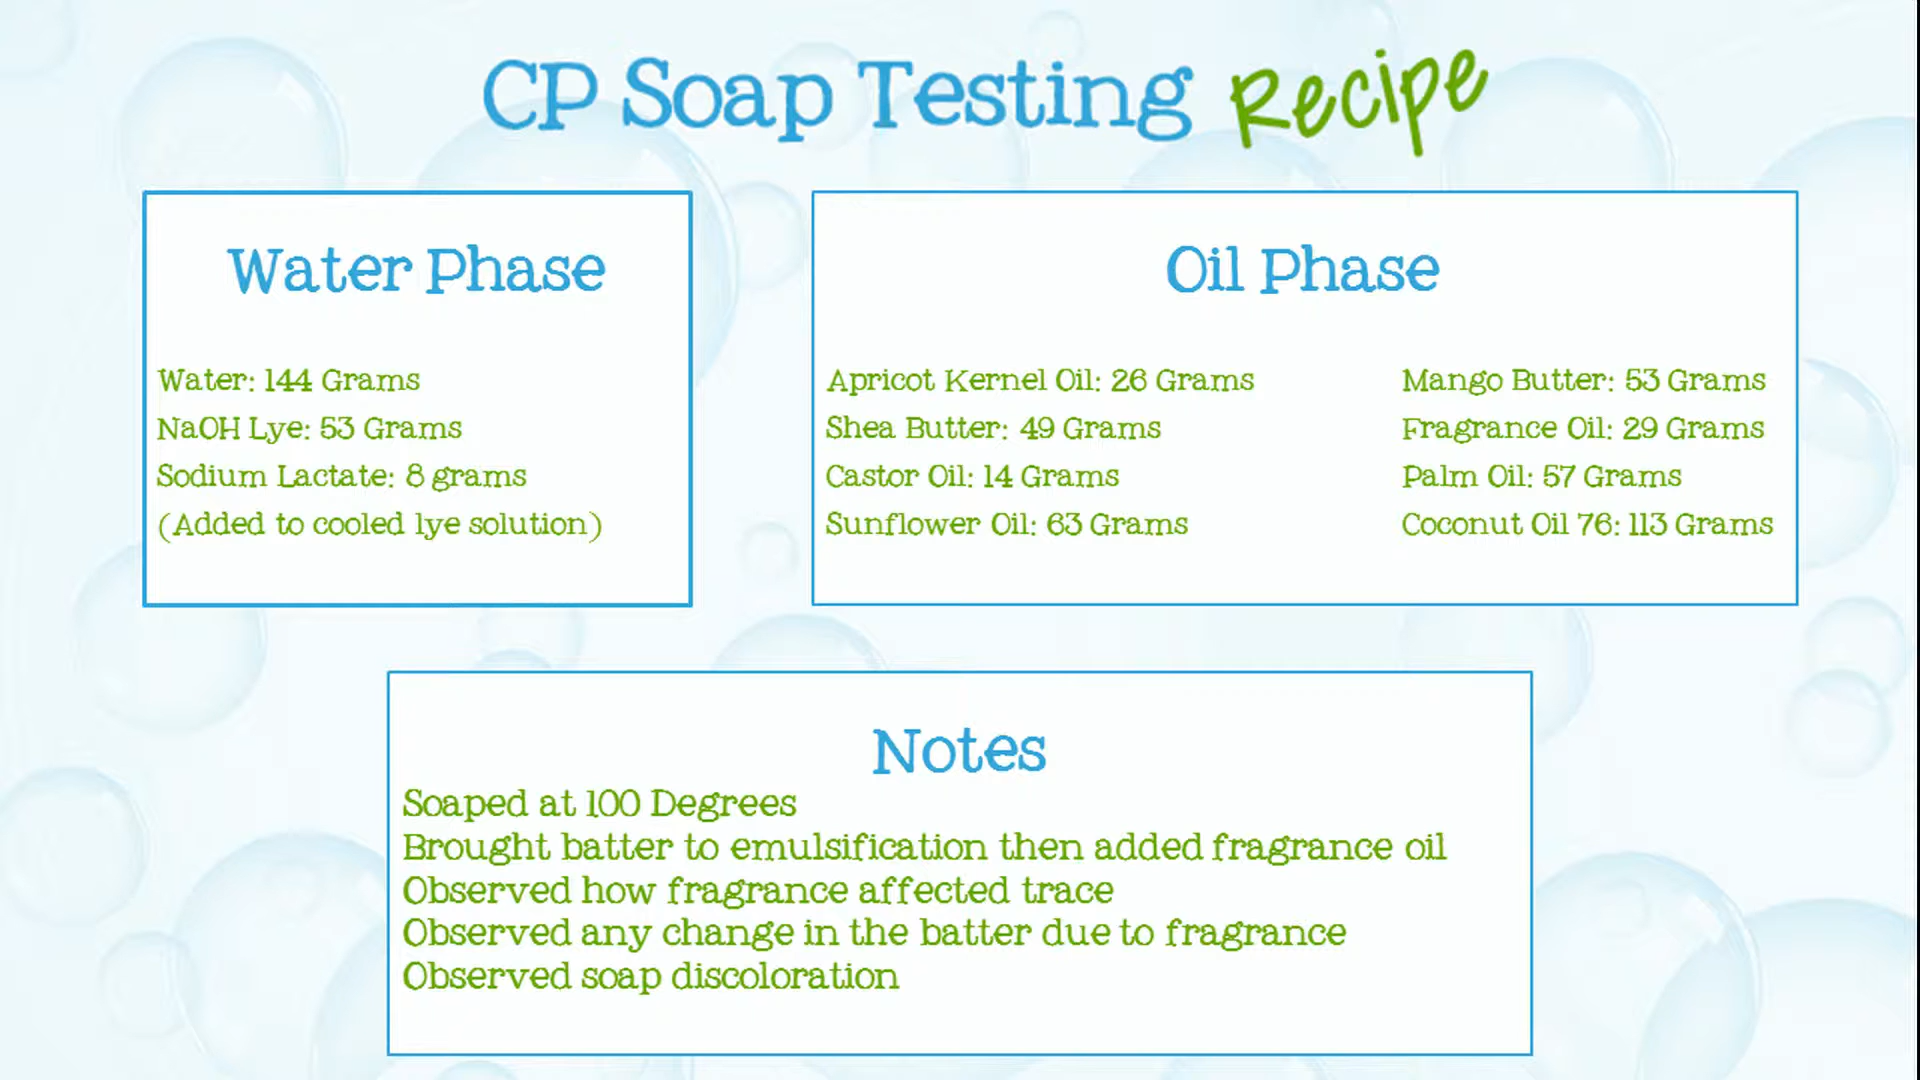 CP Soap Testing Recipe
Water Phase
Water: 144 Grams
NaOH Lye: 53 Grams
Sodium Lactate: 8 grams
(Added to cooled lye solution)
Oil Phase
Apricot Kernel Oil: 26 Grams
Shea Butter: 49 Grams
Castor Oil: 14 Grams
Sunflower Oil: 63 Grams
Mango Butter: 53 Grams
Fragrance Oil: 29 Grams
Palm Oil: 57 Grams
Coconut Oil 76: 113 Grams
Notes
Soaped at 100 Degrees
Brought batter to emulsification then added fragrance oil
Observed how fragrance affected trace
Observed any change in the batter due to fragrance
Observed soap discoloration